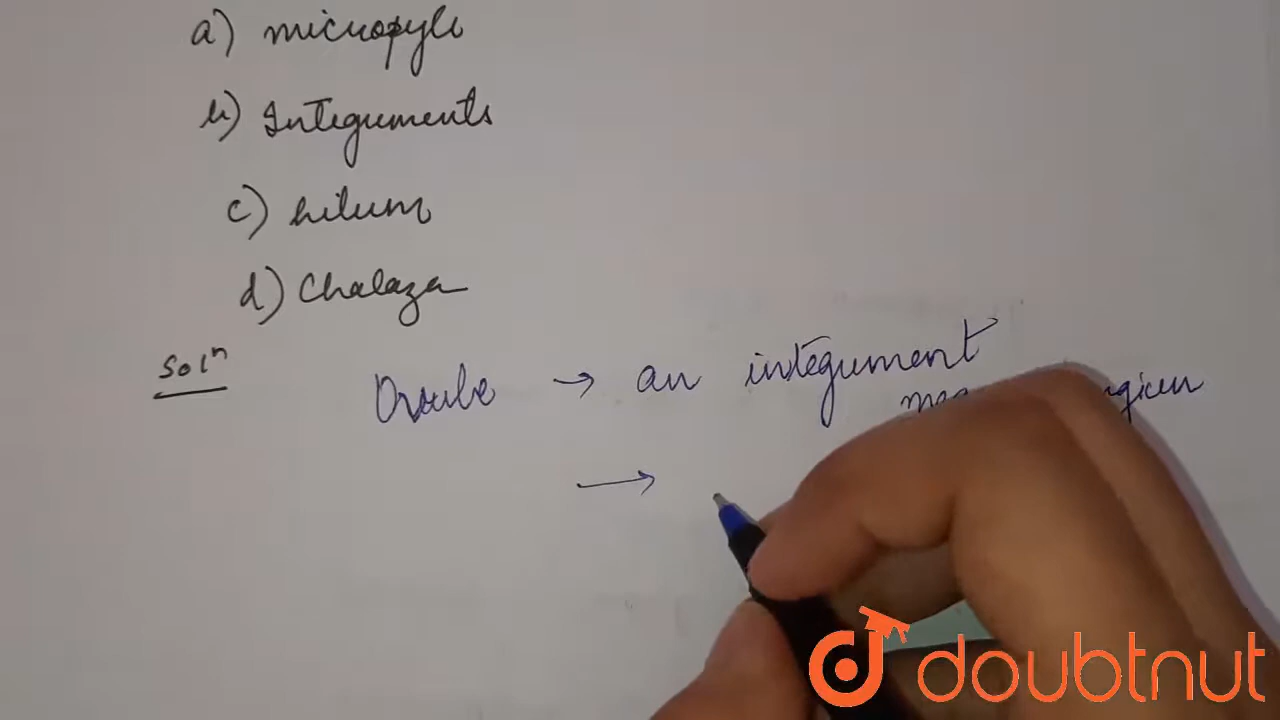 a) micropyle
b) Integuments
c) hilum
d) Chalaza
Solⁿ
Ovule → an integument
→
doubtnut